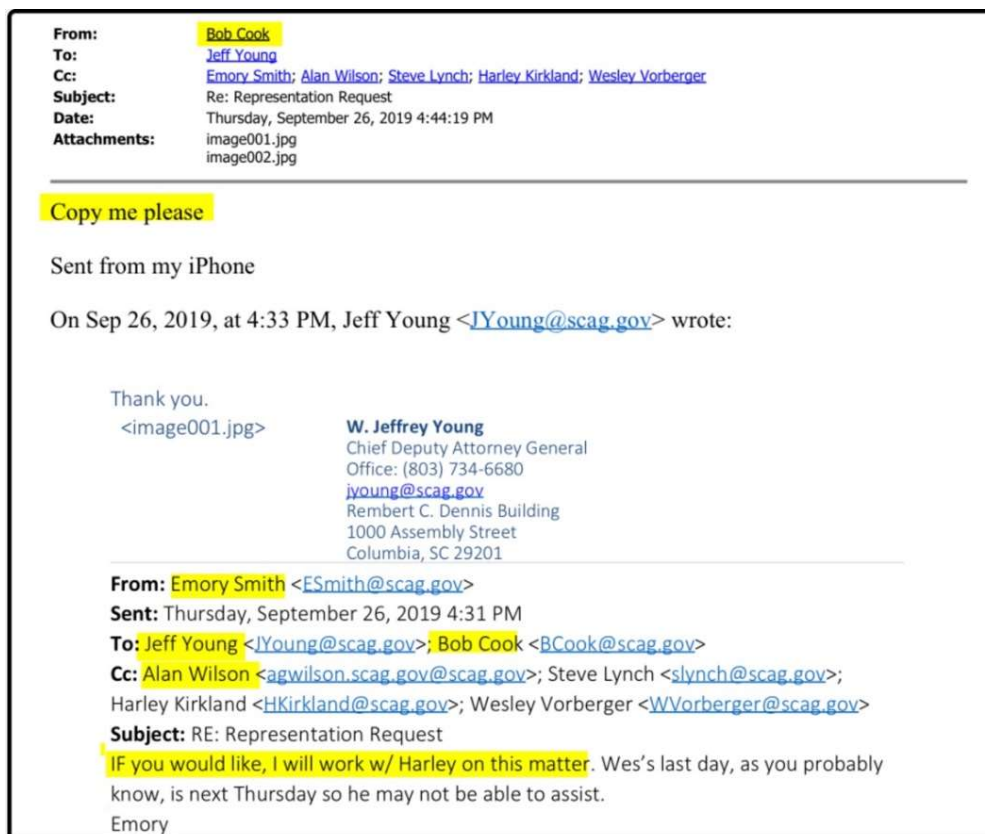 From: Bob Cook
To: Jeff Young
Cc: Emory Smith; Alan Wilson; Steve Lynch; Harley Kirkland; Wesley Vorberger
Subject: Re: Representation Request
Date: Thursday, September 26, 2019 4:44:19 PM
Attachments: image001.jpg
image002.jpg
Copy me please
Sent from my iPhone
On Sep 26, 2019, at 4:33 PM, Jeff Young <JYoung@scag.gov> wrote:
Thank you.
<image001.jpg> W. Jeffrey Young
Chief Deputy Attorney General
Office: (803) 734-6680
jyoung@scag.gov
Rembert C. Dennis Building
1000 Assembly Street
Columbia, SC 29201
From: Emory Smith <ESmith@scag.gov>
Sent: Thursday, September 26, 2019 4:31 PM
To: Jeff Young <JYoung@scag.gov>; Bob Cook <BCook@scag.gov>
Cc: Alan Wilson <agwilson.scag.gov@scag.gov>; Steve Lynch <slynch@scag.gov>;
Harley Kirkland <HKirkland@scag.gov>; Wesley Vorberger <WVorberger@scag.gov>
Subject: RE: Representation Request
IF you would like, I will work w/ Harley on this matter. Wes's last day, as you probably
know, is next Thursday so he may not be able to assist.
Emory